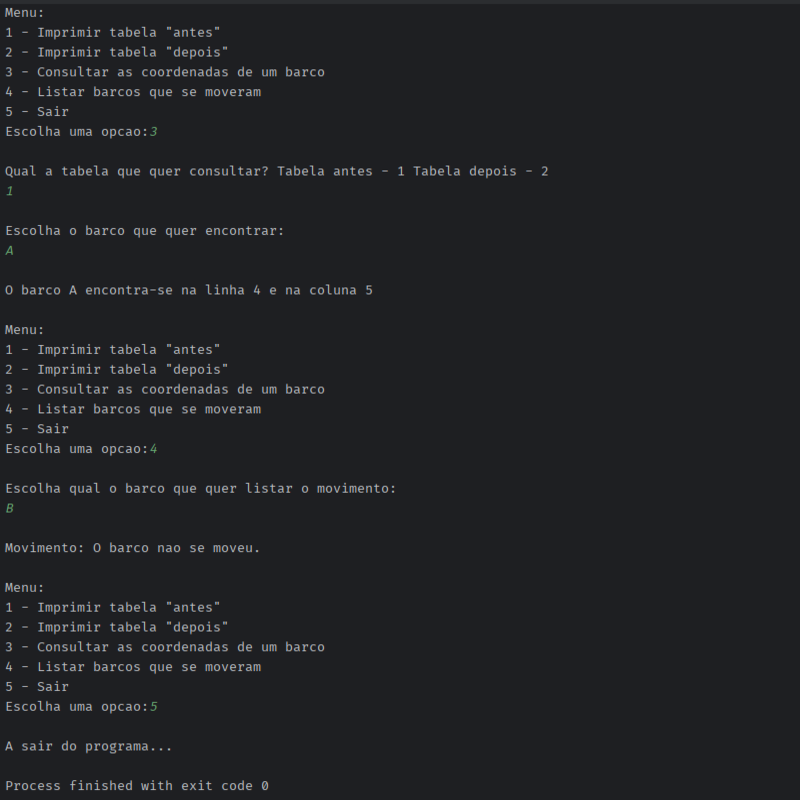 Menu:
1 - Imprimir tabela "antes"
2 - Imprimir tabela "depois"
3 - Consultar as coordenadas de um barco
4 - Listar barcos que se moveram
5 - Sair
Escolha uma opcao:3
Qual a tabela que quer consultar? Tabela antes - 1 Tabela depois - 2
1
Escolha o barco que quer encontrar:
A
O barco A encontra-se na linha 4 e na coluna 5
Menu:
1 - Imprimir tabela "antes"
2 - Imprimir tabela "depois"
3 - Consultar as coordenadas de um barco
4 - Listar barcos que se moveram
5 - Sair
Escolha uma opcao:4
Escolha qual o barco que quer listar o movimento:
B
Movimento: O barco nao se moveu.
Menu:
1 - Imprimir tabela "antes"
2 - Imprimir tabela "depois"
3 - Consultar as coordenadas de um barco
4 - Listar barcos que se moveram
5 - Sair
Escolha uma opcao:5
A sair do programa...
Process finished with exit code 0